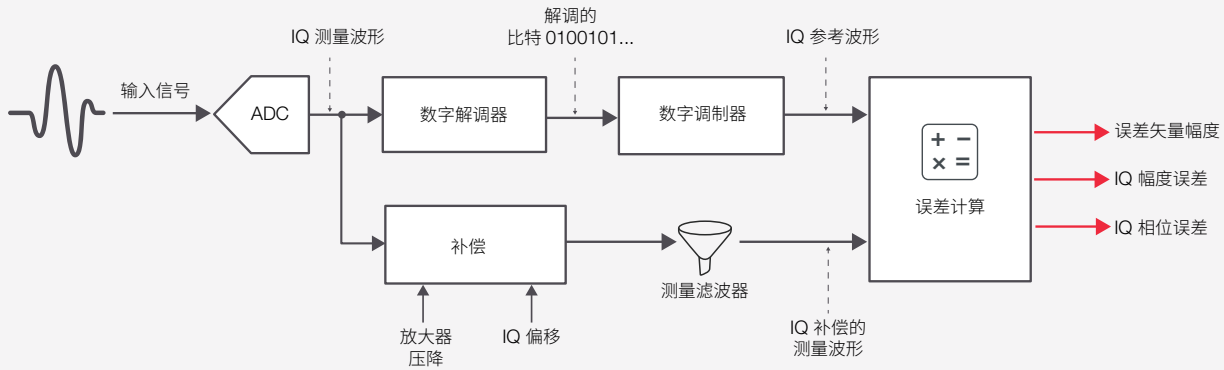 解调的
比特 0100101...
IQ 测量波形
IQ 参考波形
输入信号
ADC
数字解调器
数字调制器
误差矢量幅度
IQ 幅度误差
IQ 相位误差
误差计算
补偿
测量滤波器
放大器
压降
IQ 偏移
IQ 补偿的
测量波形